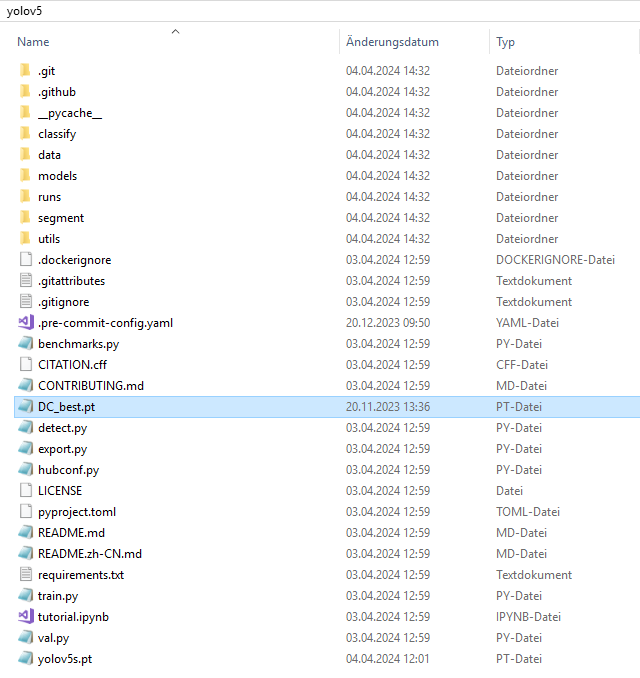 yolov5
Name Änderungsdatum Typ
.git 04.04.2024 14:32 Dateiordner
.github 04.04.2024 14:32 Dateiordner
__pycache__ 04.04.2024 14:32 Dateiordner
classify 04.04.2024 14:32 Dateiordner
data 04.04.2024 14:32 Dateiordner
models 04.04.2024 14:32 Dateiordner
runs 04.04.2024 14:32 Dateiordner
segment 04.04.2024 14:32 Dateiordner
utils 04.04.2024 14:32 Dateiordner
.dockerignore 03.04.2024 12:59 DOCKERIGNORE-Datei
.gitattributes 03.04.2024 12:59 Textdokument
.gitignore 03.04.2024 12:59 Textdokument
.pre-commit-config.yaml 20.12.2023 09:50 YAML-Datei
benchmarks.py 03.04.2024 12:59 PY-Datei
CITATION.cff 03.04.2024 12:59 CFF-Datei
CONTRIBUTING.md 03.04.2024 12:59 MD-Datei
DC_best.pt 20.11.2023 13:36 PT-Datei
detect.py 03.04.2024 12:59 PY-Datei
export.py 03.04.2024 12:59 PY-Datei
hubconf.py 03.04.2024 12:59 PY-Datei
LICENSE 03.04.2024 12:59 Datei
pyproject.toml 03.04.2024 12:59 TOML-Datei
README.md 03.04.2024 12:59 MD-Datei
README.zh-CN.md 03.04.2024 12:59 MD-Datei
requirements.txt 03.04.2024 12:59 Textdokument
train.py 03.04.2024 12:59 PY-Datei
tutorial.ipynb 03.04.2024 12:59 IPYNB-Datei
val.py 03.04.2024 12:59 PY-Datei
yolov5s.pt 04.04.2024 12:01 PT-Datei